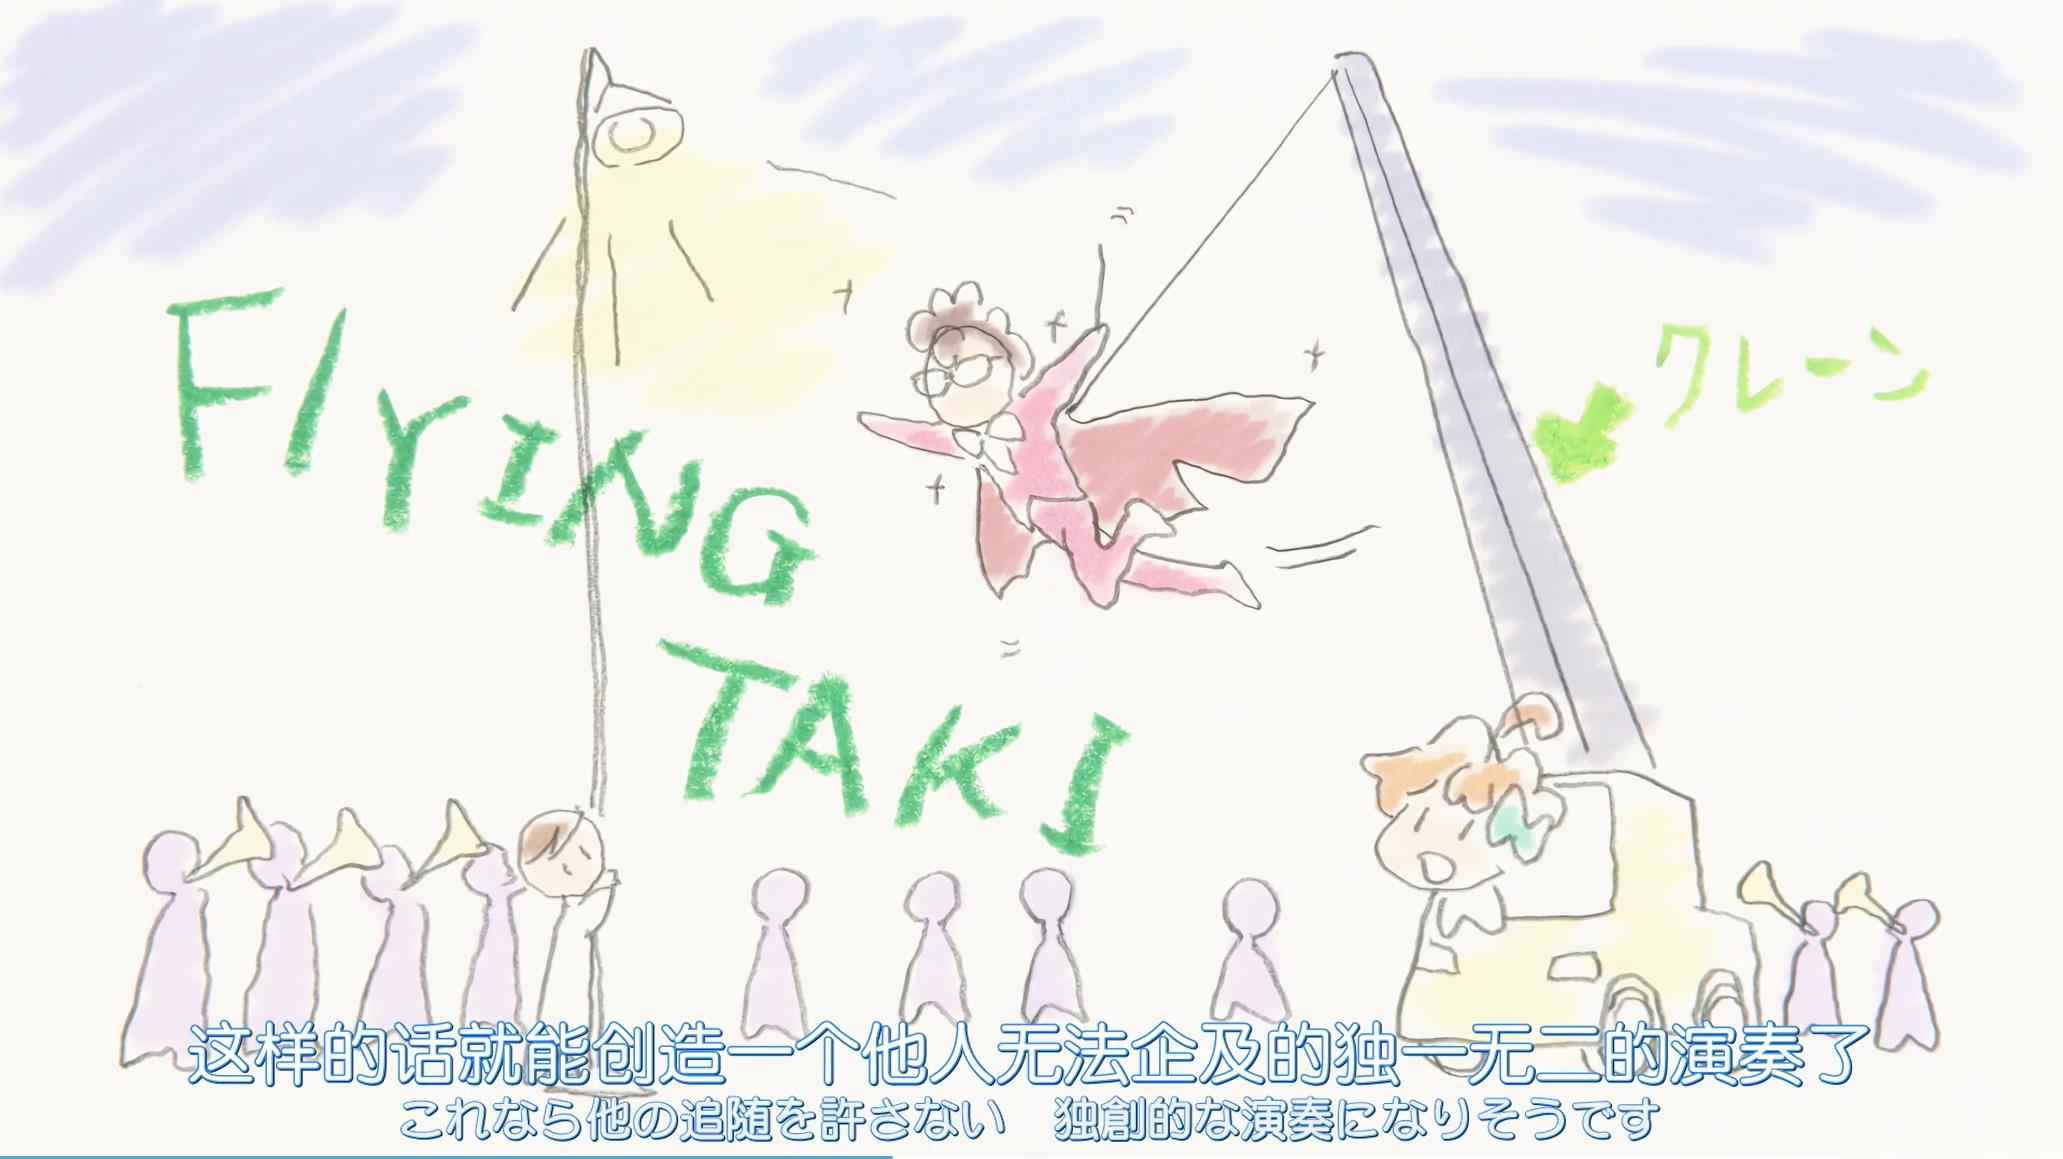 FlYING
TAKI
クレーン
这样的话就能创造一个他人无法企及的独一无二的演奏了
これなら他の追随を許さない　独創的な演奏になりそうです